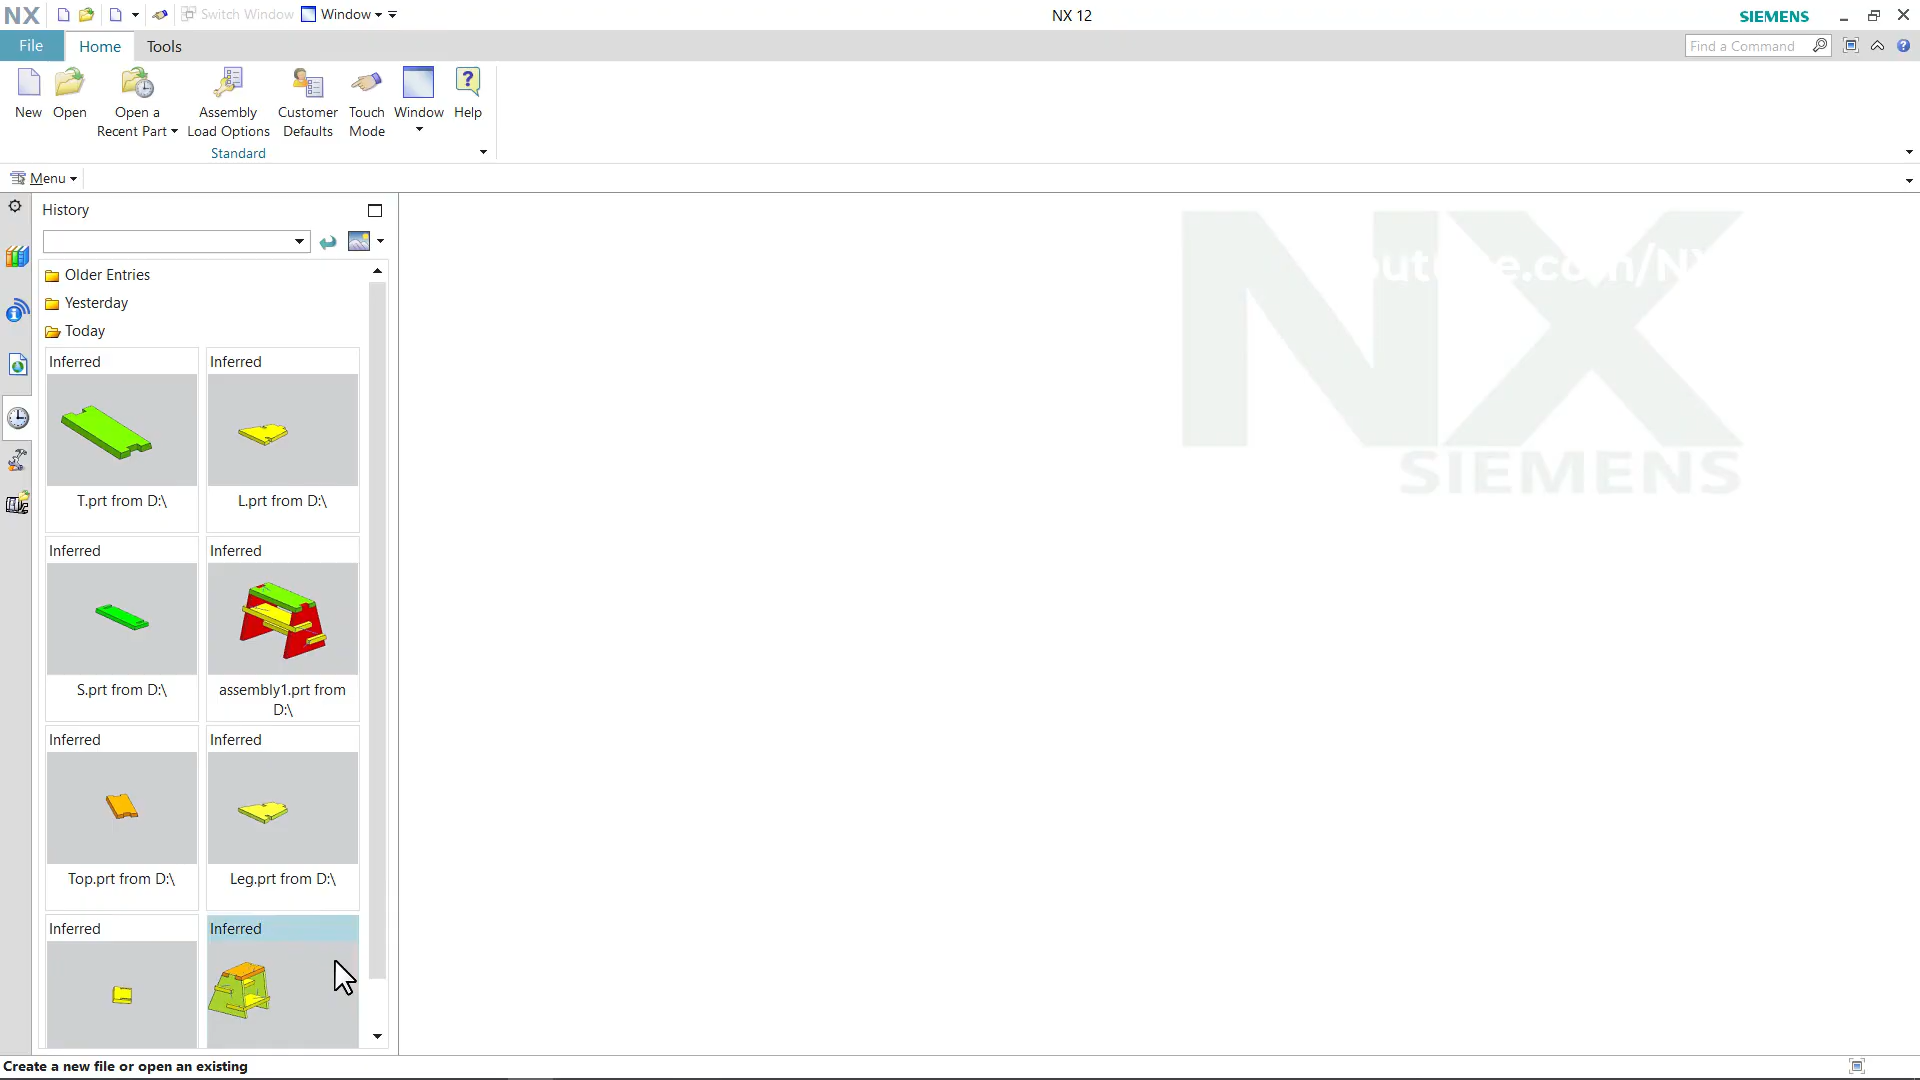 NX
Switch Window
Window
NX 12
SIEMENS
File
Home
Tools
Find a Command
New
Open
Open a
Recent Part
Assembly
Load Options
Customer
Defaults
Touch
Mode
Window
Help
Standard
Menu
History
Older Entries
Yesterday
Today
Inferred
Inferred
T.prt from D:\
L.prt from D:\
Inferred
Inferred
S.prt from D:\
assembly1.prt from
D:\
Inferred
Inferred
Top.prt from D:\
Leg.prt from D:\
Inferred
Inferred
NX
SIEMENS
Create a new file or open an existing